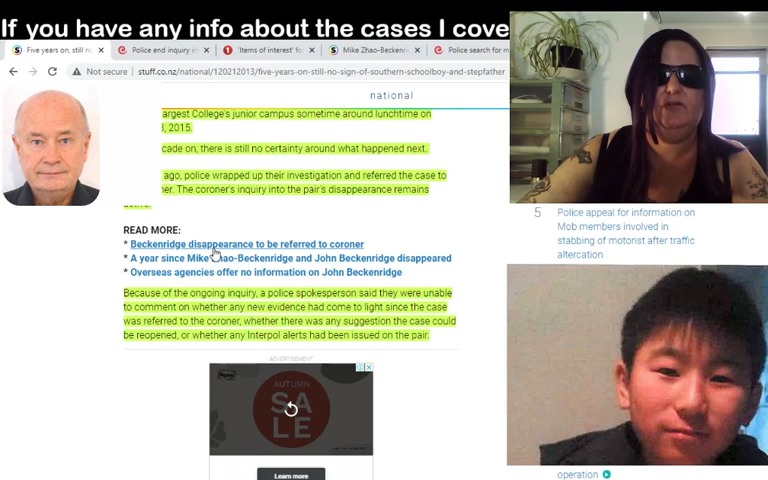 If you have any info about the cases I cove
Five years on, still no
Police end inquiry in
'Items of interest' fo
Mike Zhao-Beckenri
Police search for m
Not secure | stuff.co.nz/national/120212013/five-years-on-still-no-sign-of-southern-schoolboy-and-stepfather
national
argest College's junior campus sometime around lunchtime on
, 2015.
cade on, there is still no certainty around what happened next.
ago, police wrapped up their investigation and referred the case to
er. The coroner's inquiry into the pair's disappearance remains
READ MORE:
* Beckenridge disappearance to be referred to coroner
* A year since Mike Zhao-Beckenridge and John Beckenridge disappeared
* Overseas agencies offer no information on John Beckenridge
Because of the ongoing inquiry, a police spokesperson said they were unable
to comment on whether any new evidence had come to light since the case
was referred to the coroner, whether there was any suggestion the case could
be reopened, or whether any Interpol alerts had been issued on the pair.
ADVERTISEMENT
AUTUMN
SALE
Learn more
5 Police appeal for information on
Mob members involved in
stabbing of motorist after traffic
altercation
operation